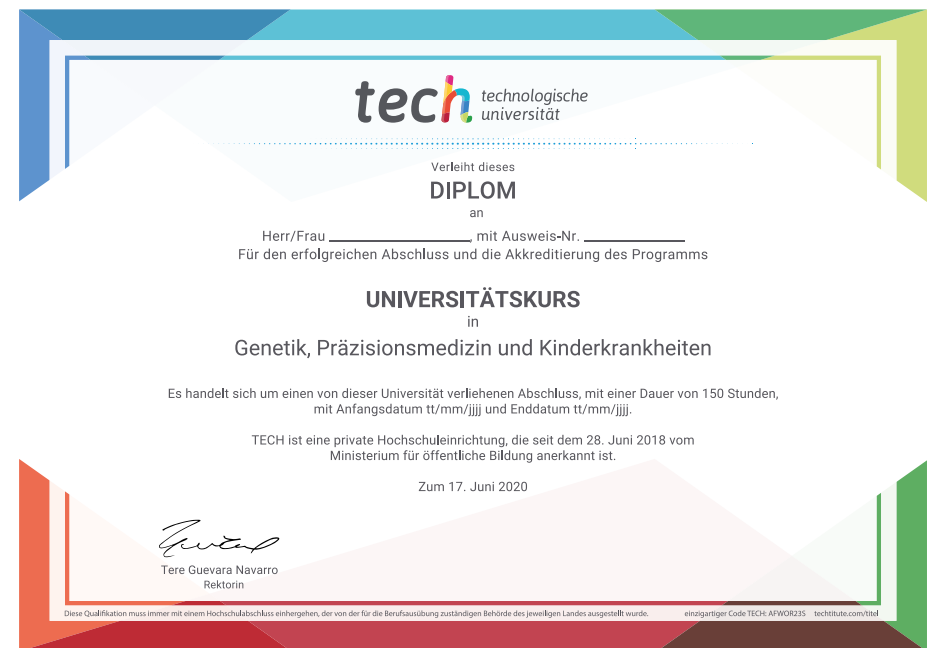 tech technologische
universität
Verleiht dieses
DIPLOM
an
Herr/Frau ____________________, mit Ausweis-Nr. ______________
Für den erfolgreichen Abschluss und die Akkreditierung des Programms
UNIVERSITÄTSKURS
in
Genetik, Präzisionsmedizin und Kinderkrankheiten
Es handelt sich um einen von dieser Universität verliehenen Abschluss, mit einer Dauer von 150 Stunden,
mit Anfangsdatum tt/mm/jjjj und Enddatum tt/mm/jjjj.
TECH ist eine private Hochschuleinrichtung, die seit dem 28. Juni 2018 vom
Ministerium für öffentliche Bildung anerkannt ist.
Zum 17. Juni 2020
Tere Guevara Navarro
Rektorin
Diese Qualifikation muss immer mit einem Hochschulabschluss einhergehen, der von der für die Berufsausübung zuständigen Behörde des jeweiligen Landes ausgestellt wurde. einzigartiger Code TECH: AFWOR23S techtitute.com/titel